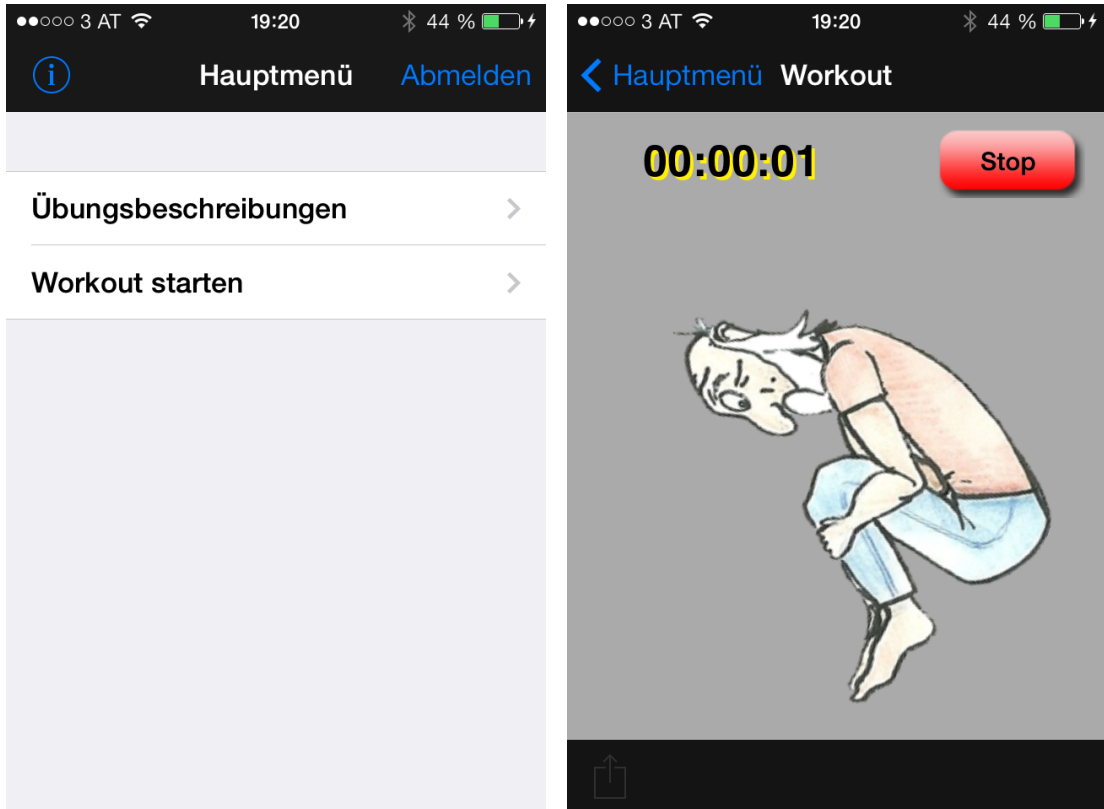 3 AT 19:20 44 %
Hauptmenü Abmelden
Übungsbeschreibungen
Workout starten
3 AT 19:20 44 %
Hauptmenü Workout
00:00:01 Stop